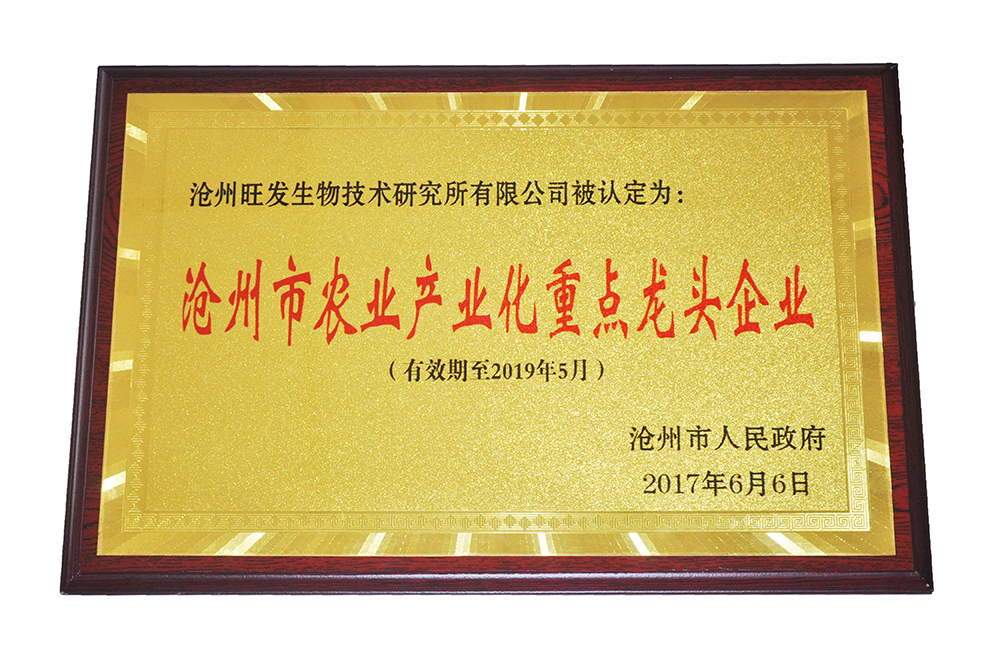 沧州旺发生物技术研究所有限公司被认定为：
沧州市农业产业化重点龙头企业
（有效期至2019年5月）
沧州市人民政府
2017年6月6日